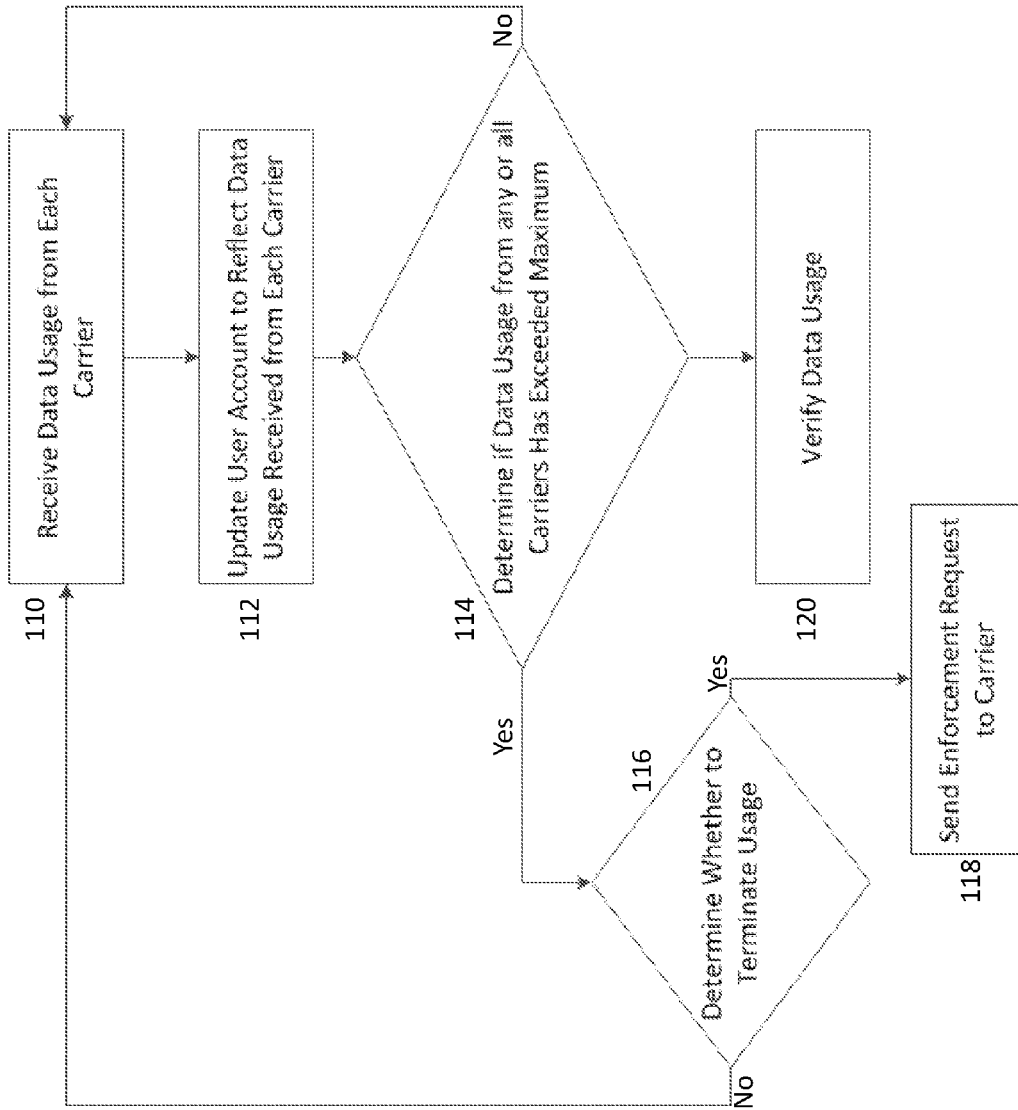 110
Receive Data Usage from Each
Carrier
112
Update User Account to Reflect Data
Usage Received from Each Carrier
114
Determine if Data Usage from any or all
Carriers Has Exceeded Maximum
Yes
No
116
Determine Whether to
Terminate Usage
No
Yes
120
Verify Data Usage
118
Send Enforcement Request
to Carrier